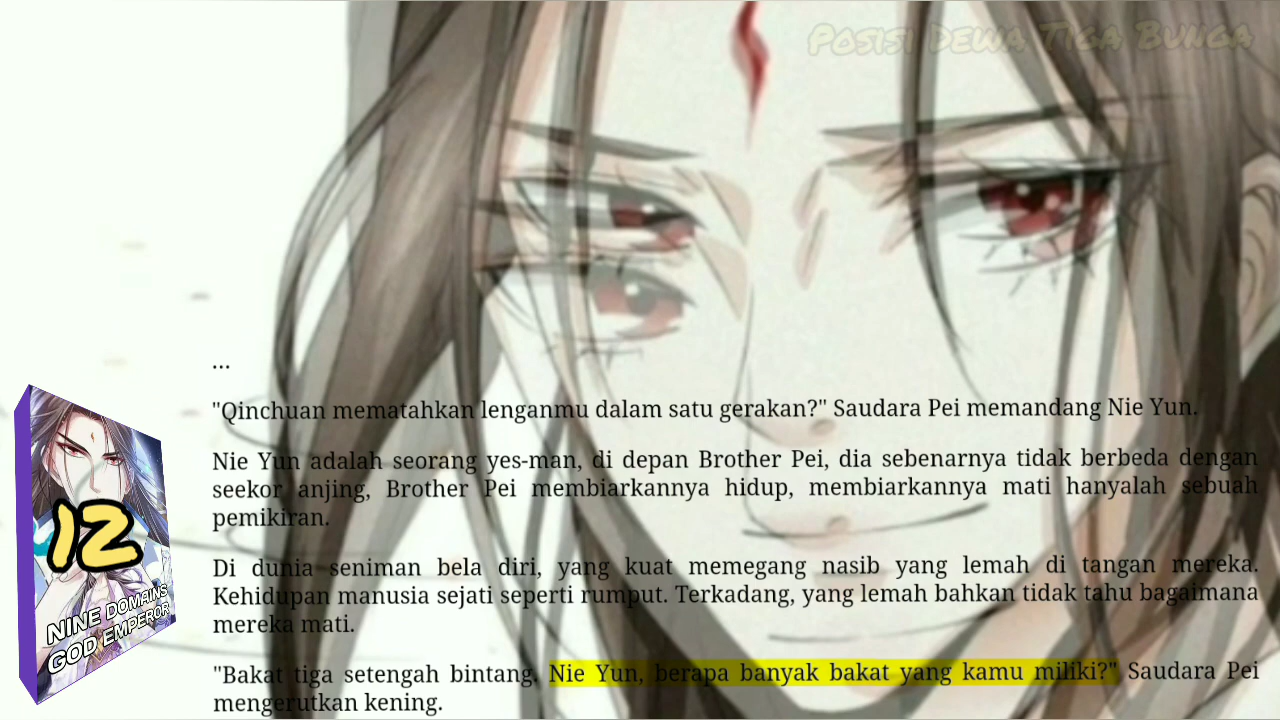 Posisi Dewa Tiga Bunga
...
"Qinchuan mematahkan lenganmu dalam satu gerakan?" Saudara Pei memandang Nie Yun.
Nie Yun adalah seorang yes-man, di depan Brother Pei, dia sebenarnya tidak berbeda dengan
seekor anjing, Brother Pei membiarkannya hidup, membiarkannya mati hanyalah sebuah
pemikiran.
Di dunia seniman bela diri, yang kuat memegang nasib yang lemah di tangan mereka.
Kehidupan manusia sejati seperti rumput. Terkadang, yang lemah bahkan tidak tahu bagaimana
mereka mati.
"Bakat tiga setengah bintang. Nie Yun, berapa banyak bakat yang kamu miliki?" Saudara Pei
mengerutkan kening.
12
NINE DOMAINS
GOD EMPEROR